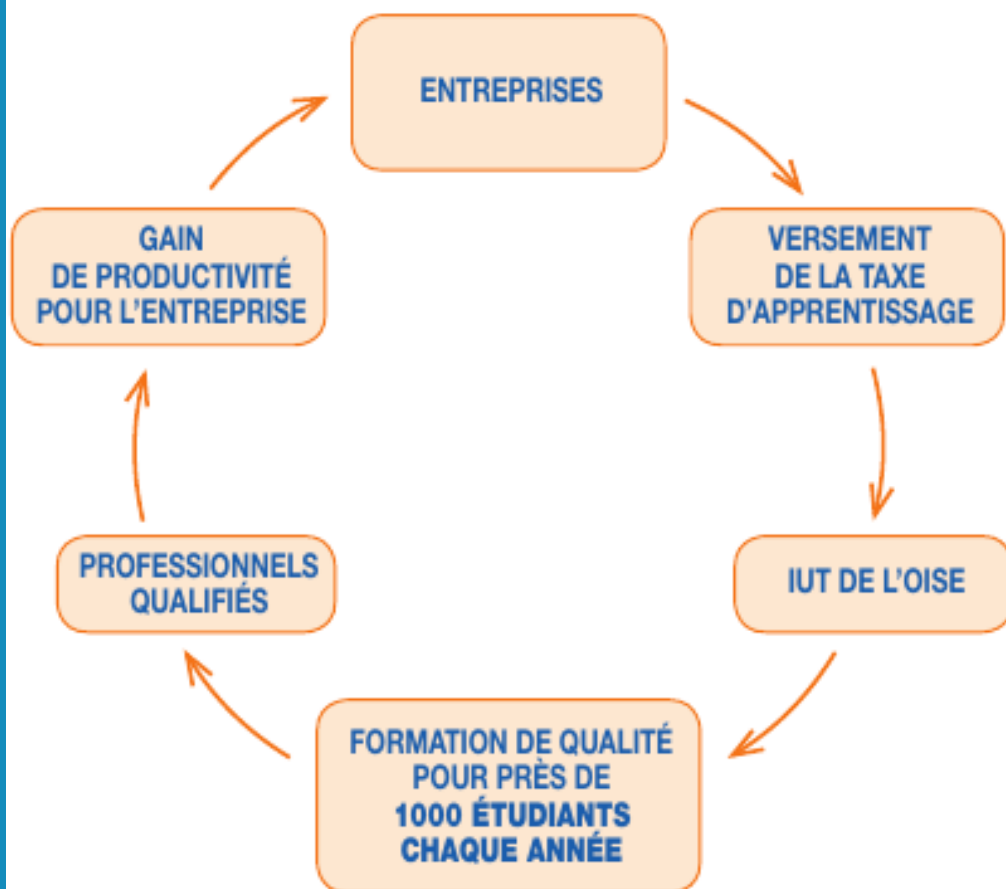 ENTREPRISES
VERSEMENT
DE LA TAXE
D'APPRENTISSAGE
IUT DE L'OISE
FORMATION DE QUALITÉ
POUR PRÈS DE
1000 ÉTUDIANTS
CHAQUE ANNÉE
PROFESSIONNELS
QUALIFIÉS
GAIN
DE PRODUCTIVITÉ
POUR L'ENTREPRISE